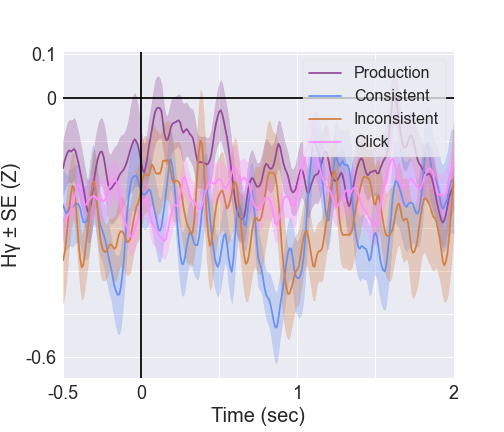 0.1
Production
0
Consistent
Inconsistent
Click
Hγ ± SE (Z)
-0.6
-0.5
0
1
2
Time (sec)